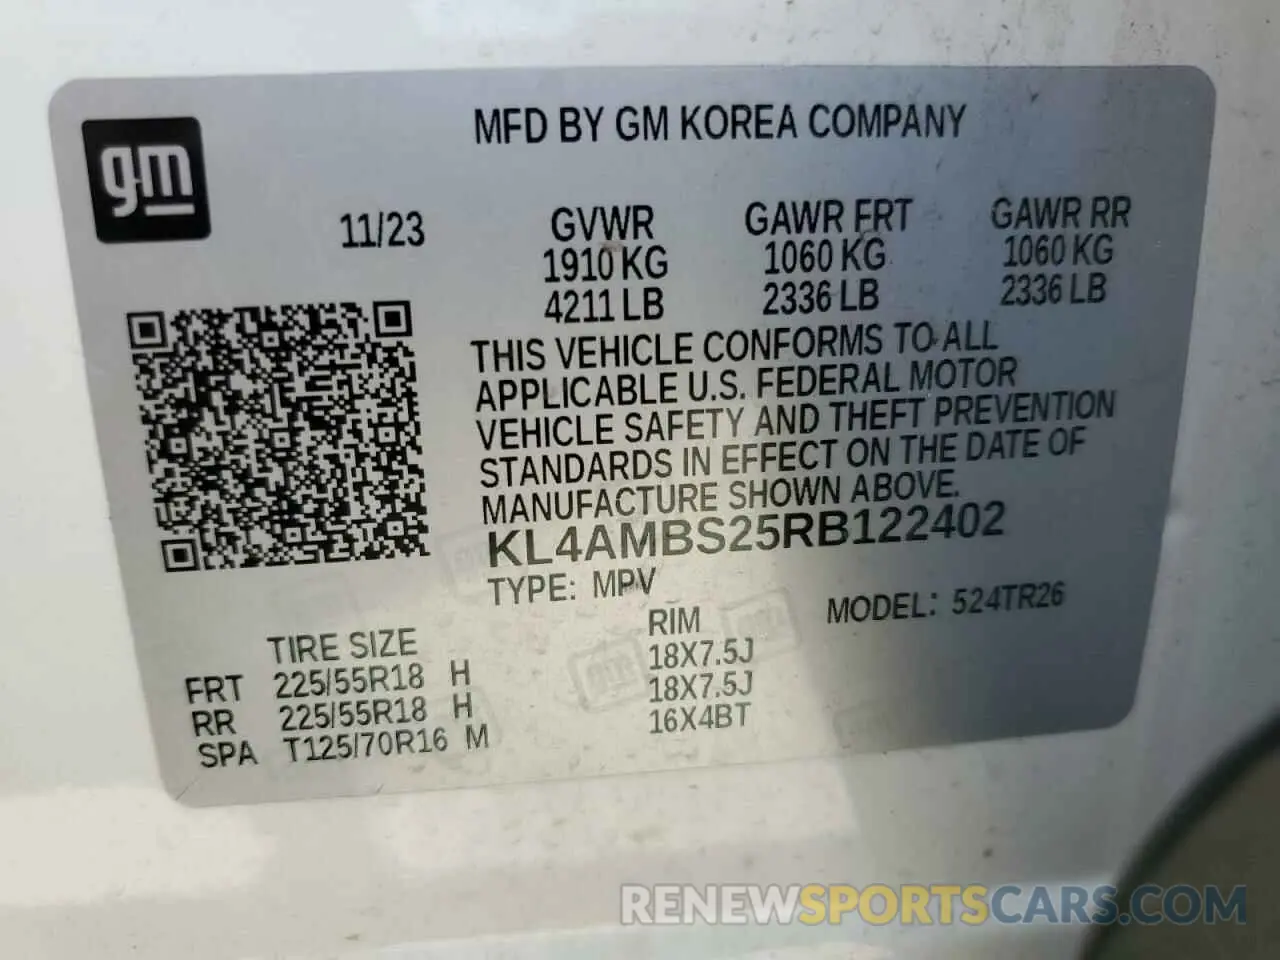 gm
MFD BY GM KOREA COMPANY
11/23
GVWR GAWR FRT GAWR RR
1910 KG 1060 KG 1060 KG
4211 LB 2336 LB 2336 LB
THIS VEHICLE CONFORMS TO ALL
APPLICABLE U.S. FEDERAL MOTOR
VEHICLE SAFETY AND THEFT PREVENTION
STANDARDS IN EFFECT ON THE DATE OF
MANUFACTURE SHOWN ABOVE.
KL4AMBS25RB122402
TYPE: MPV MODEL: 524TR26
TIRE SIZE RIM
FRT 225/55R18 H 18X7.5J
RR 225/55R18 H 18X7.5J
SPA T125/70R16 M 16X4BT
RENEWSPORTSCARS.COM